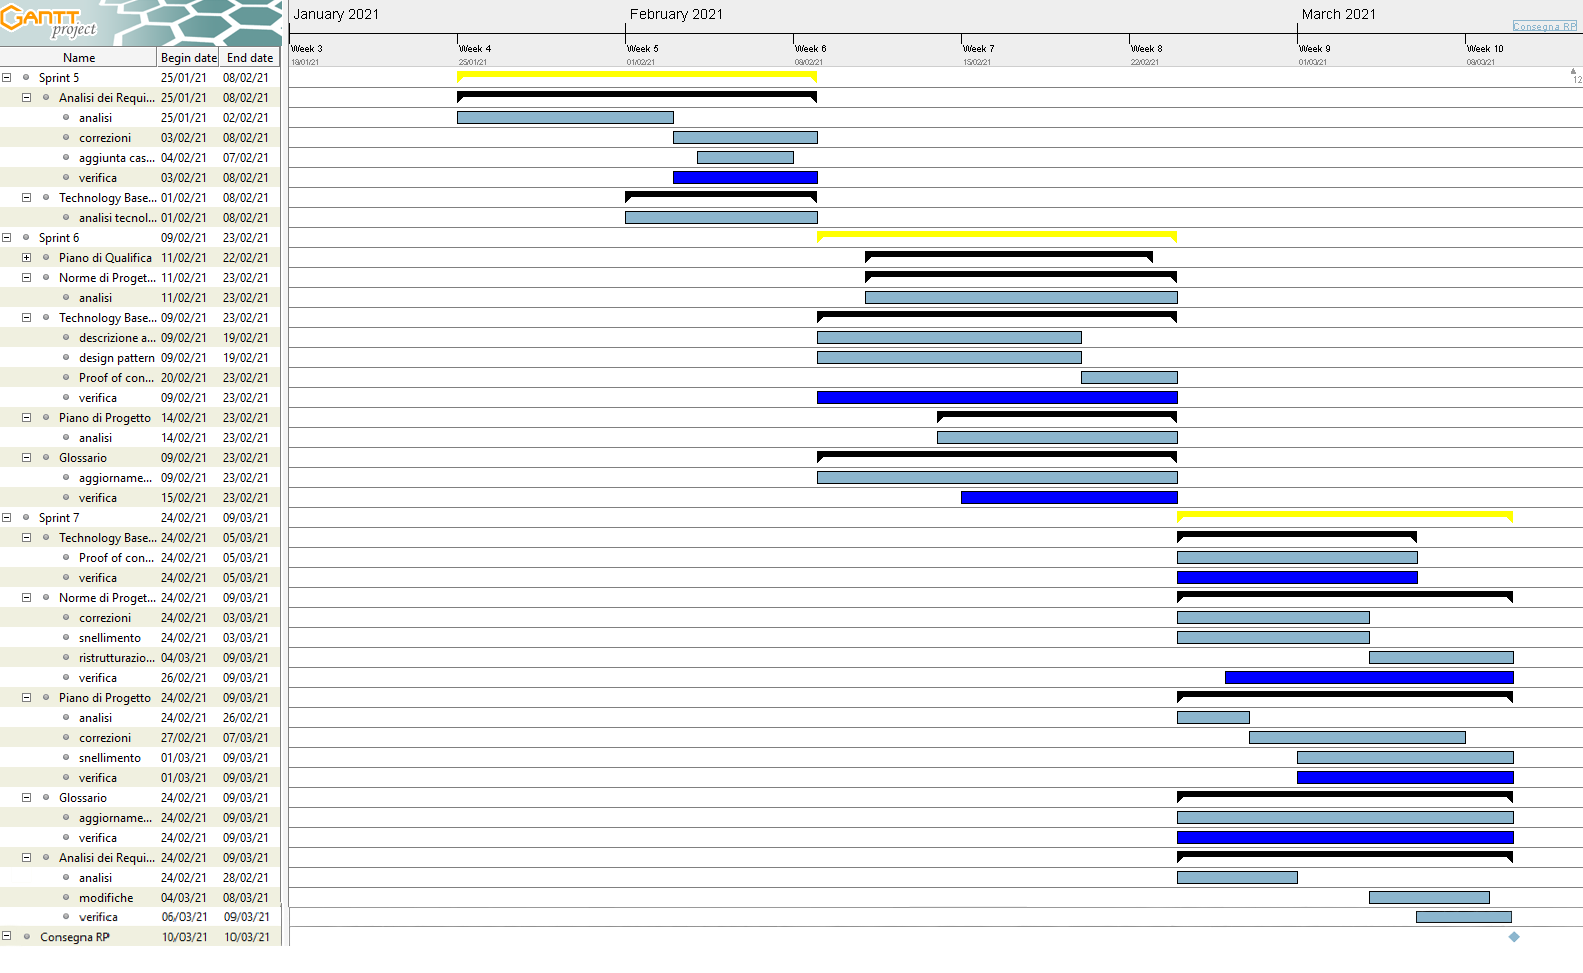 GANTT
project
January 2021
February 2021
March 2021
Consegna RP
Week 3
Week 4
Week 5
Week 6
Week 7
Week 8
Week 9
Week 10
18/01/21
25/01/21
01/02/21
08/02/21
15/02/21
22/02/21
01/03/21
08/03/21
12
Name Begin date End date
Sprint 5 25/01/21 08/02/21
Analisi dei Requi... 25/01/21 08/02/21
analisi 25/01/21 02/02/21
correzioni 03/02/21 08/02/21
aggiunta cas... 04/02/21 07/02/21
verifica 03/02/21 08/02/21
Technology Base... 01/02/21 08/02/21
analisi tecnol... 01/02/21 08/02/21
Sprint 6 09/02/21 23/02/21
Piano di Qualifica 11/02/21 22/02/21
Norme di Proget... 11/02/21 23/02/21
analisi 11/02/21 23/02/21
Technology Base... 09/02/21 23/02/21
descrizione a... 09/02/21 19/02/21
design pattern 09/02/21 19/02/21
Proof of con... 20/02/21 23/02/21
verifica 09/02/21 23/02/21
Piano di Progetto 14/02/21 23/02/21
analisi 14/02/21 23/02/21
Glossario 09/02/21 23/02/21
aggiorname... 09/02/21 23/02/21
verifica 15/02/21 23/02/21
Sprint 7 24/02/21 09/03/21
Technology Base... 24/02/21 05/03/21
Proof of con... 24/02/21 05/03/21
verifica 24/02/21 05/03/21
Norme di Proget... 24/02/21 09/03/21
correzioni 24/02/21 03/03/21
snellimento 24/02/21 03/03/21
ristrutturazio... 04/03/21 09/03/21
verifica 26/02/21 09/03/21
Piano di Progetto 24/02/21 09/03/21
analisi 24/02/21 26/02/21
correzioni 27/02/21 07/03/21
snellimento 01/03/21 09/03/21
verifica 01/03/21 09/03/21
Glossario 24/02/21 09/03/21
aggiorname... 24/02/21 09/03/21
verifica 24/02/21 09/03/21
Analisi dei Requi... 24/02/21 09/03/21
analisi 24/02/21 28/02/21
modifiche 04/03/21 08/03/21
verifica 06/03/21 09/03/21
Consegna RP 10/03/21 10/03/21